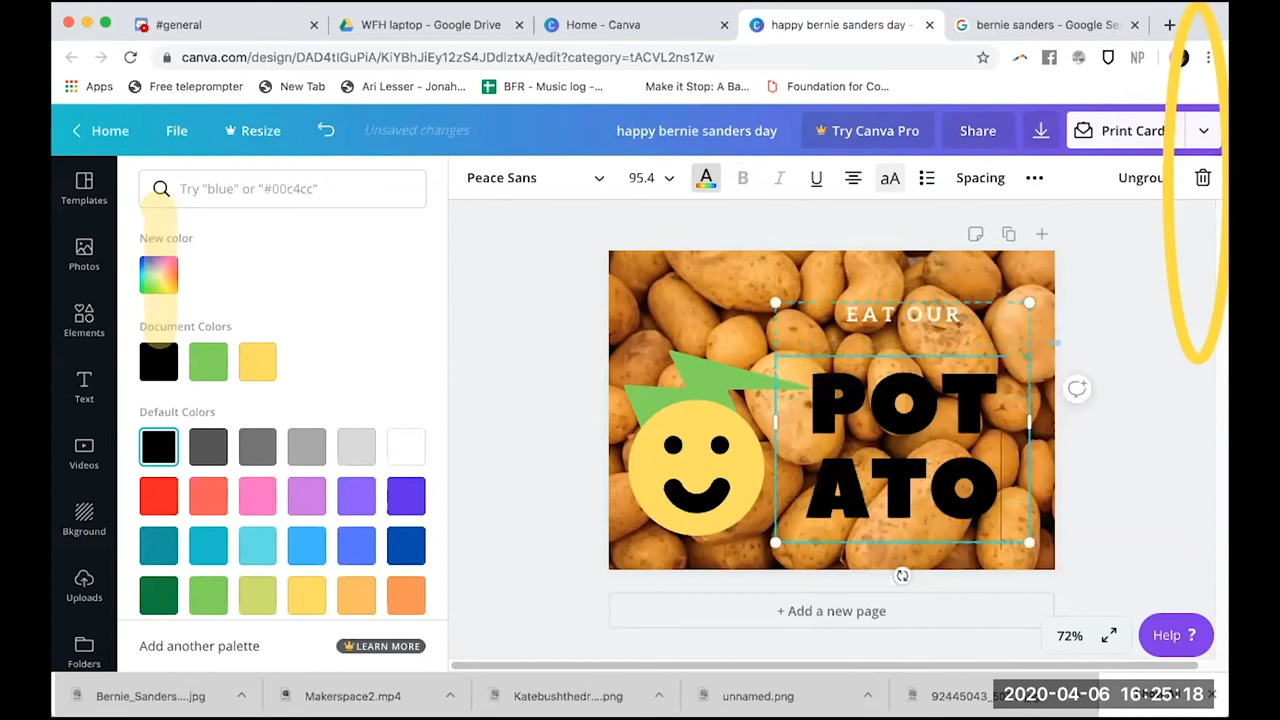 #general
WFH laptop - Google Drive
Home - Canva
happy bernie sanders day -
bernie sanders - Google Se
canva.com/design/DAD4tIGuPiA/KiYBhJiEy12zS4JDdlztxA/edit?category=tACVL2ns1Zw
NP
Apps
Free teleprompter
New Tab
Ari Lesser - Jonah...
BFR - Music log -...
Make it Stop: A Ba...
Foundation for Co...
Home
File
Resize
Unsaved changes
happy bernie sanders day
Try Canva Pro
Share
Print Card
Templates
Photos
Elements
Text
Videos
Bkground
Uploads
Folders
Try "blue" or "#00c4cc"
New color
Document Colors
Default Colors
Add another palette
LEARN MORE
Peace Sans
95.4
A
B
I
U
aA
Spacing
Ungrou
EAT OUR
POT
ATO
+ Add a new page
72%
Help ?
Bernie_Sanders....jpg
Makerspace2.mp4
Katebushthedr....png
unnamed.png
2020-04-06 16:25:18